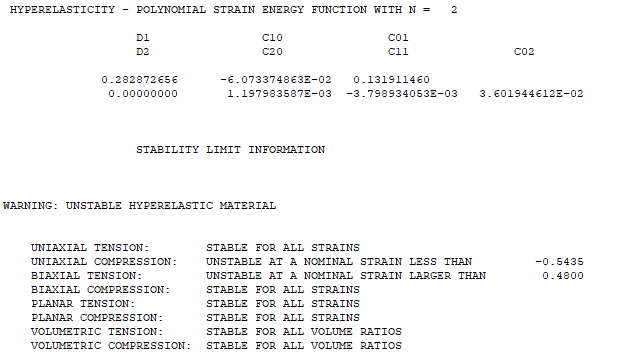 HYPERELASTICITY - POLYNOMIAL STRAIN ENERGY FUNCTION WITH N = 2
D1 C10 C01
D2 C20 C11 C02
0.282872656 -6.073374863E-02 0.131911460
0.00000000 1.197983587E-03 -3.798934053E-03 3.601944612E-02
STABILITY LIMIT INFORMATION
WARNING: UNSTABLE HYPERELASTIC MATERIAL
UNIAXIAL TENSION: STABLE FOR ALL STRAINS
UNIAXIAL COMPRESSION: UNSTABLE AT A NOMINAL STRAIN LESS THAN -0.5435
BIAXIAL TENSION: UNSTABLE AT A NOMINAL STRAIN LARGER THAN 0.4800
BIAXIAL COMPRESSION: STABLE FOR ALL STRAINS
PLANAR TENSION: STABLE FOR ALL STRAINS
PLANAR COMPRESSION: STABLE FOR ALL STRAINS
VOLUMETRIC TENSION: STABLE FOR ALL VOLUME RATIOS
VOLUMETRIC COMPRESSION: STABLE FOR ALL VOLUME RATIOS